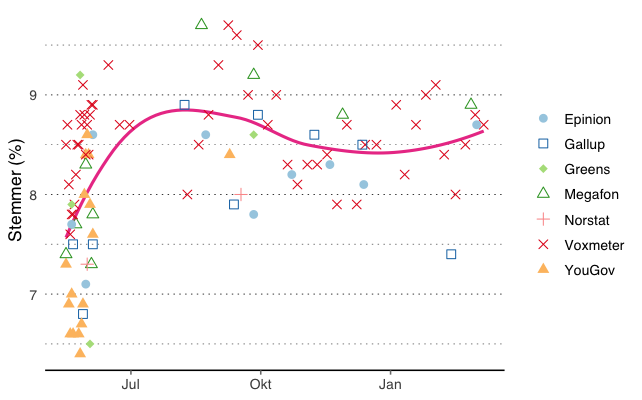 Stemmer (%)
9
8
7
Jul
Okt
Jan
Epinion
Gallup
Greens
Megafon
Norstat
Voxmeter
YouGov